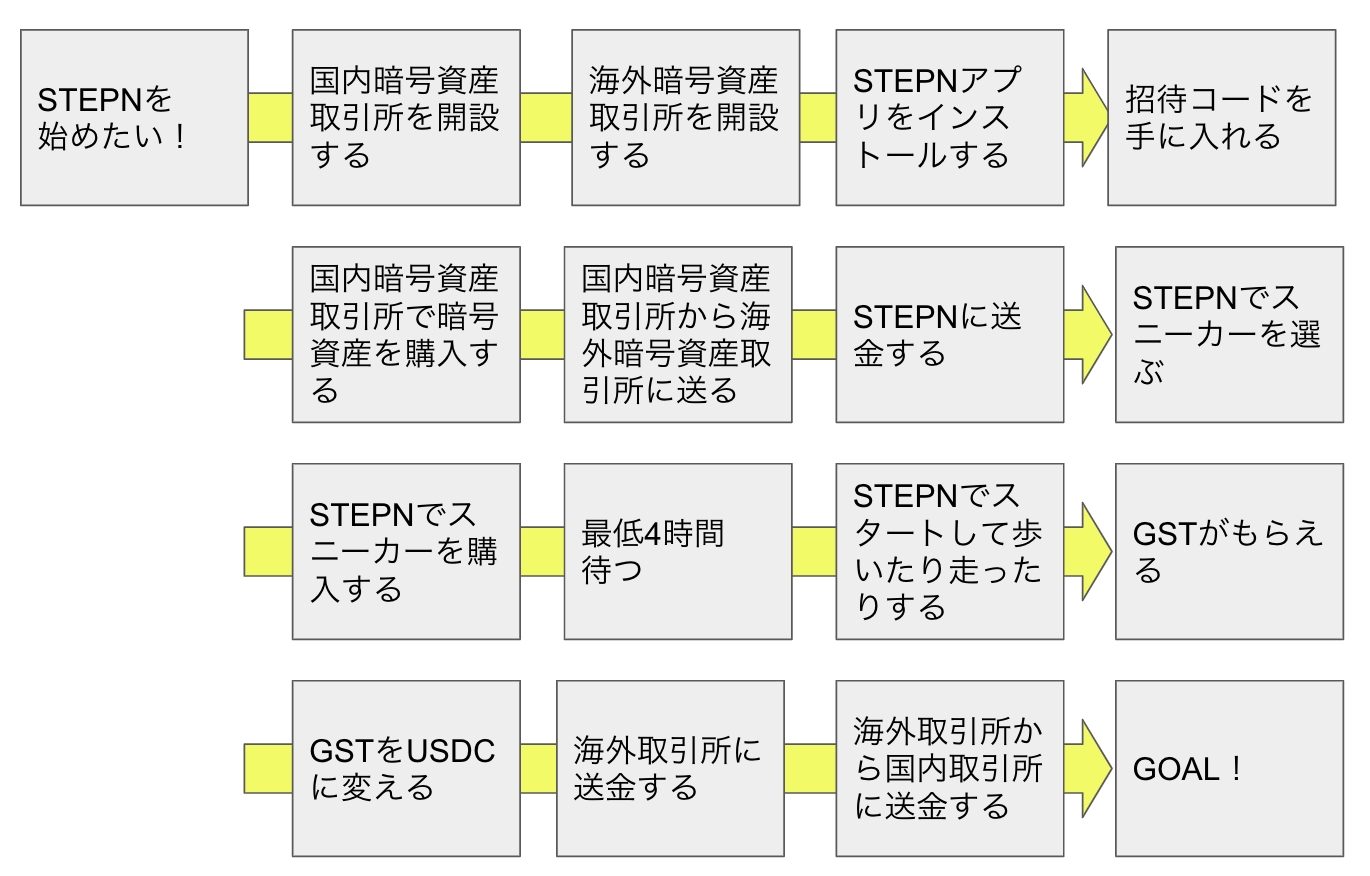 STEPNを
始めたい！
国内暗号資産
取引所を開設
する
海外暗号資産
取引所を開設
する
STEPNアプ
リをインス
トールする
招待コードを
手に入れる
国内暗号資産
取引所で暗号
資産を購入す
る
国内暗号資産
取引所から海
外暗号資産取
引所に送る
STEPNに送
金する
STEPNでス
ニーカーを選
ぶ
STEPNでス
ニーカーを購
入する
最低4時間
待つ
STEPNでス
タートして歩
いたり走った
りする
GSTがもらえ
る
GSTをUSDC
に変える
海外取引所に
送金する
海外取引所か
ら国内取引所
に送金する
GOAL！